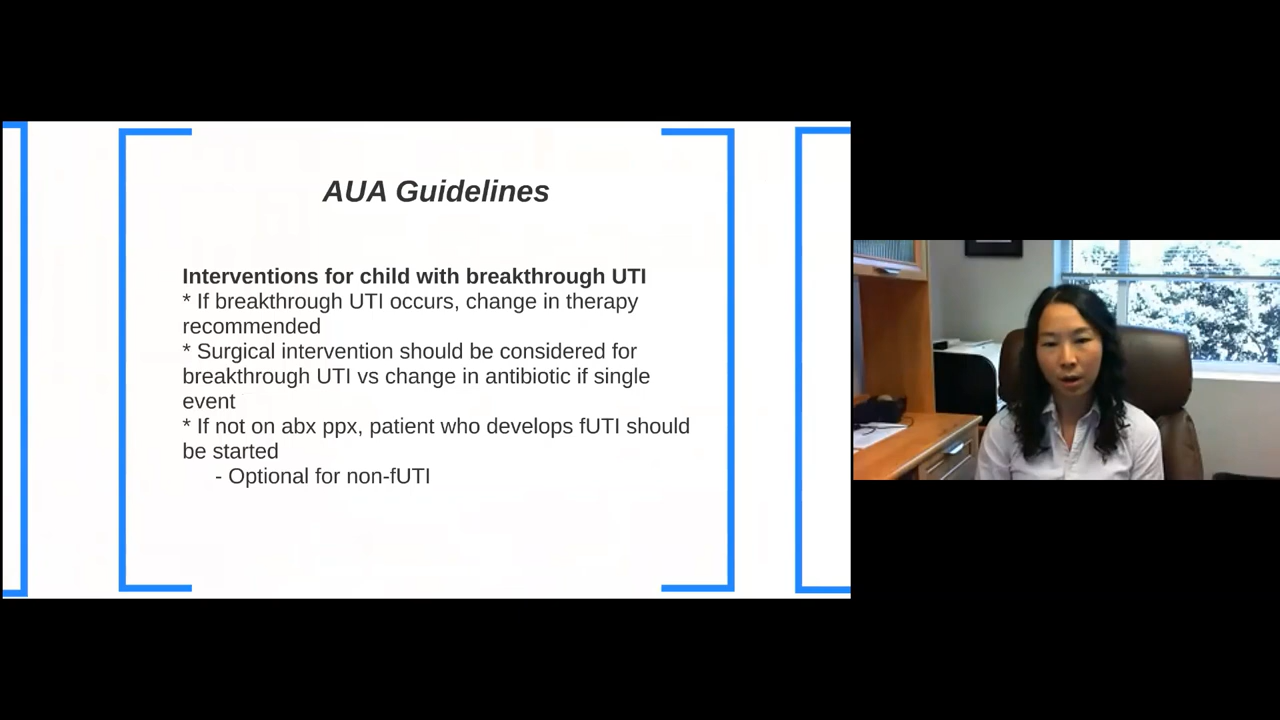 AUA Guidelines
Interventions for child with breakthrough UTI
* If breakthrough UTI occurs, change in therapy
recommended
* Surgical intervention should be considered for
breakthrough UTI vs change in antibiotic if single
event
* If not on abx ppx, patient who develops fUTI should
be started
- Optional for non-fUTI